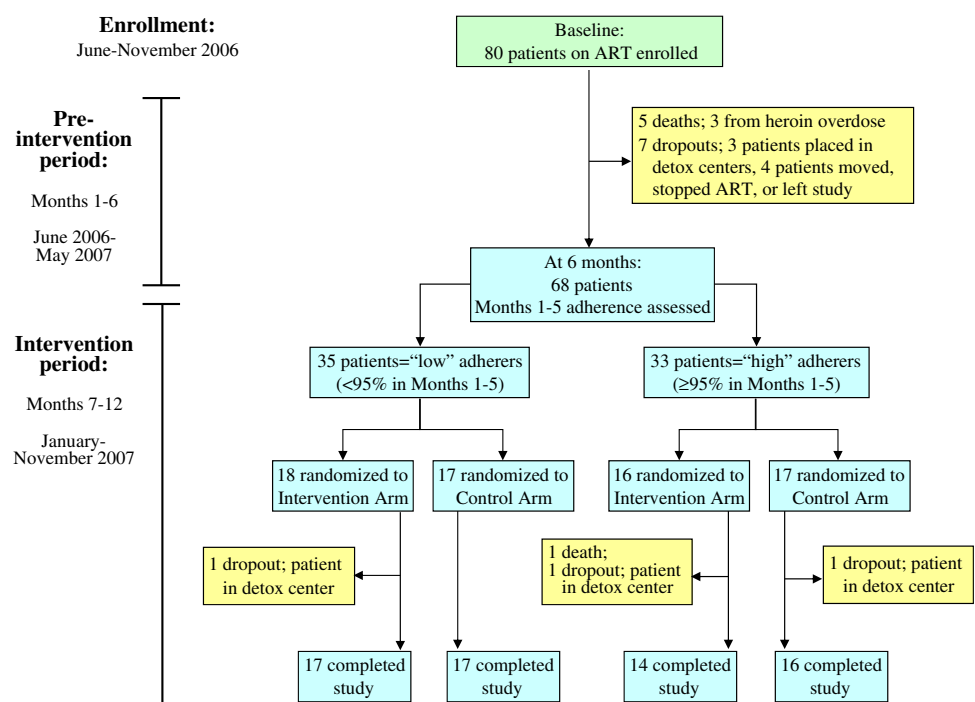 Enrollment:
June-November 2006
Baseline:
80 patients on ART enrolled
Pre-
intervention
period:
Months 1-6
June 2006-
May 2007
5 deaths; 3 from heroin overdose
7 dropouts; 3 patients placed in
detox centers, 4 patients moved,
stopped ART, or left study
At 6 months:
68 patients
Months 1-5 adherence assessed
Intervention
period:
Months 7-12
January-
November 2007
35 patients=“low” adherers
(<95% in Months 1-5)
33 patients=“high” adherers
(≥95% in Months 1-5)
18 randomized to
Intervention Arm
17 randomized to
Control Arm
16 randomized to
Intervention Arm
17 randomized to
Control Arm
1 dropout; patient
in detox center
1 death;
1 dropout; patient
in detox center
1 dropout; patient
in detox center
17 completed
study
17 completed
study
14 completed
study
16 completed
study